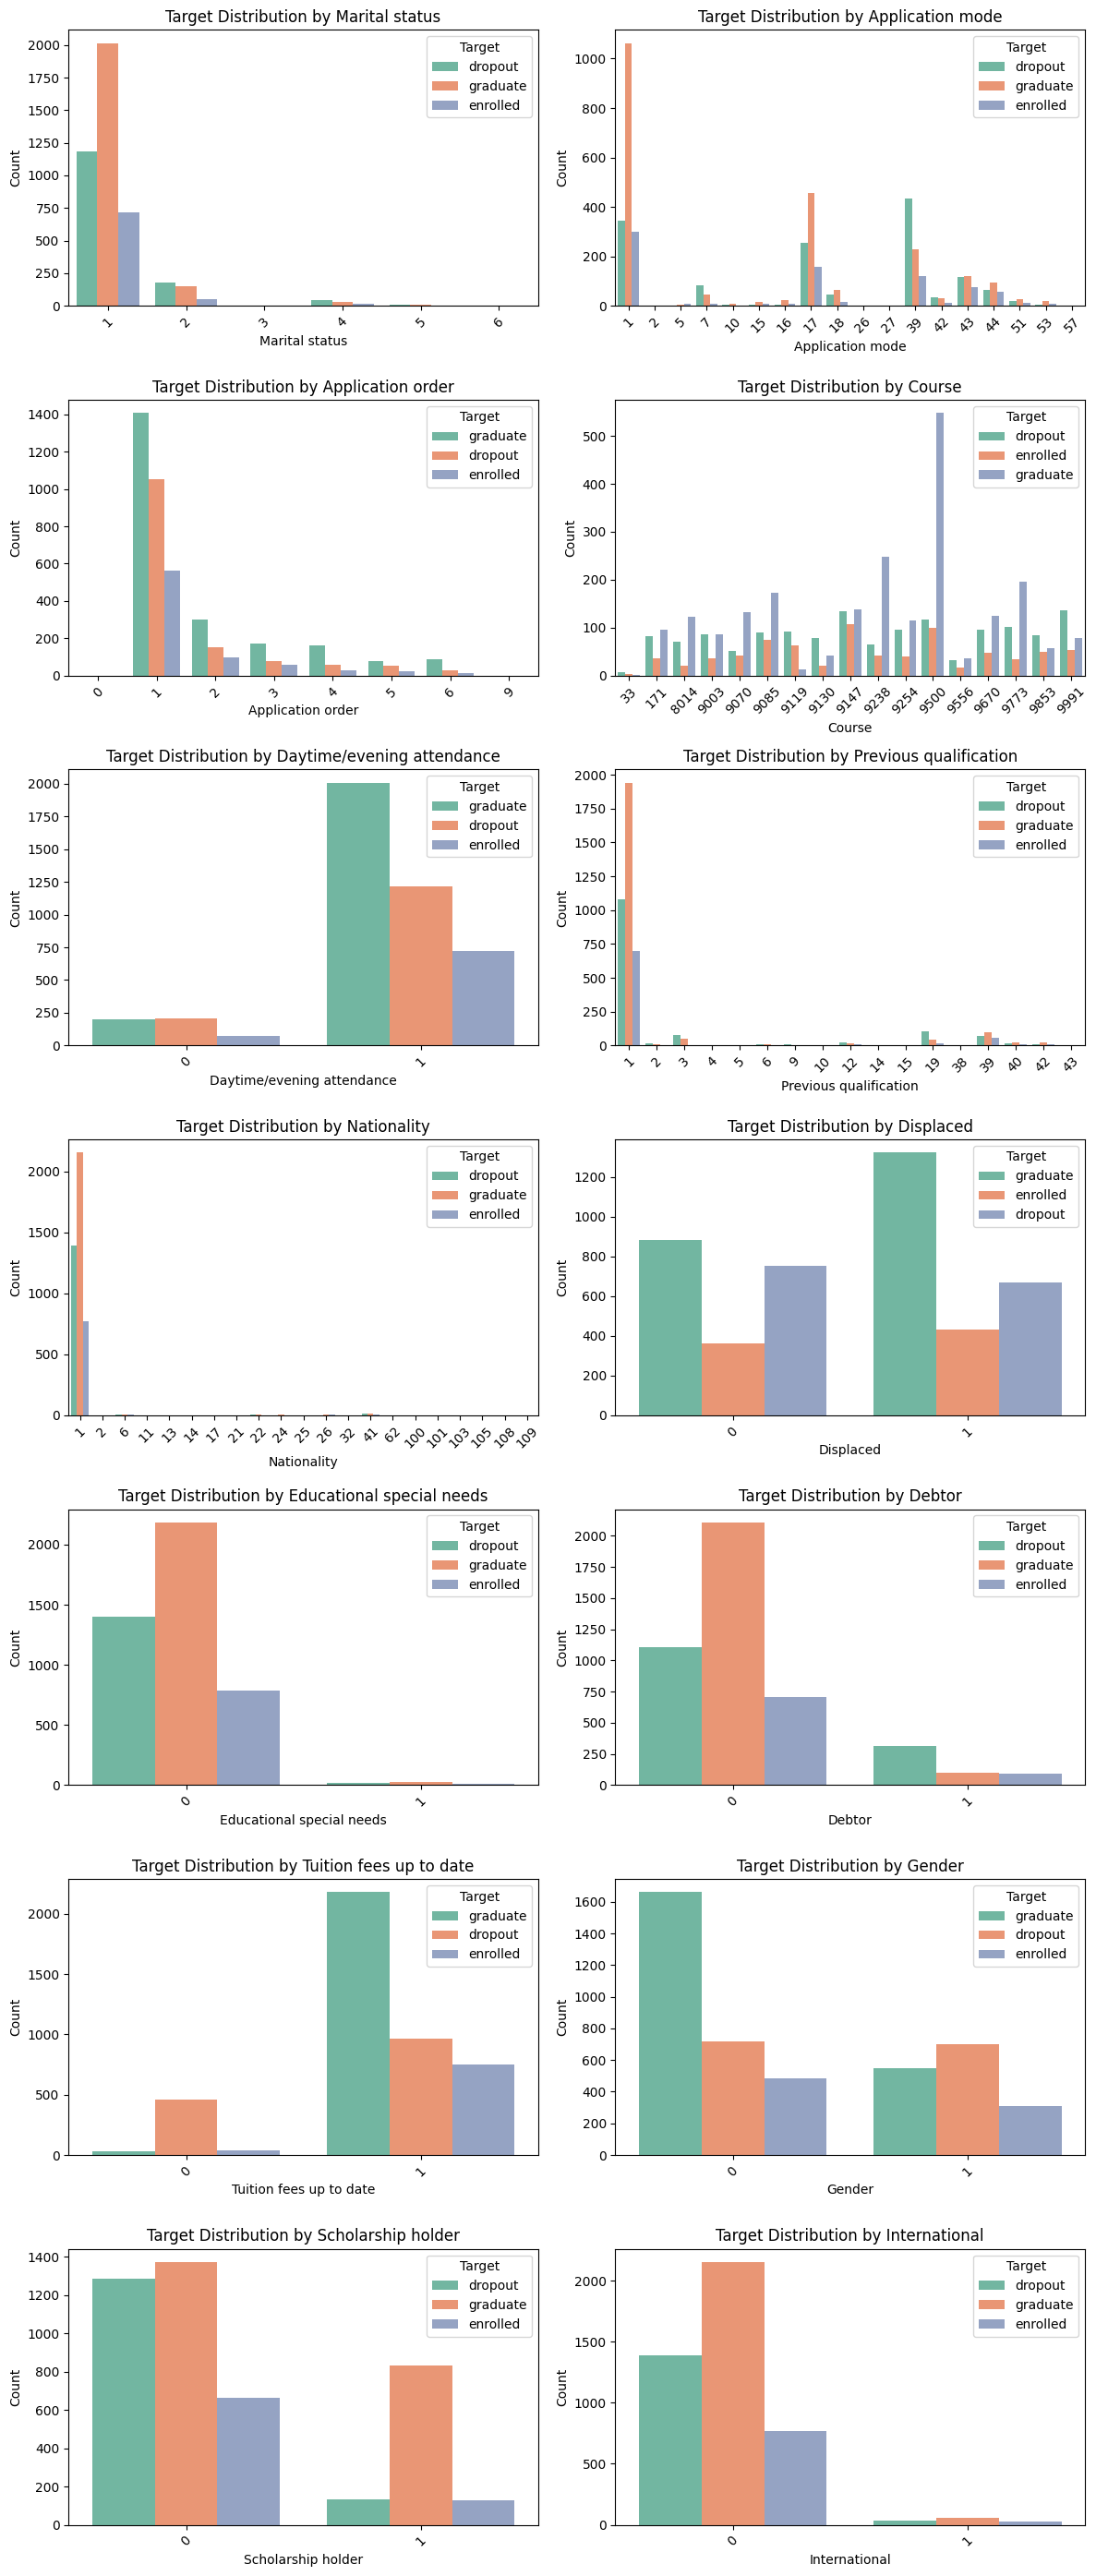 Target Distribution by Marital status
Target
dropout
graduate
enrolled
2000
1750
1500
1250
1000
750
500
250
0
Count
1
2
3
4
5
6
Marital status
Target Distribution by Application mode
Target
dropout
graduate
enrolled
1000
800
600
400
200
0
Count
1
2
5
7
10
15
16
17
18
26
27
39
42
43
44
51
53
57
Application mode
Target Distribution by Application order
Target
graduate
dropout
enrolled
1400
1200
1000
800
600
400
200
0
Count
0
1
2
3
4
5
6
9
Application order
Target Distribution by Course
Target
dropout
enrolled
graduate
500
400
300
200
100
0
Count
33
171
8014
9003
9070
9085
9119
9130
9147
9238
9254
9500
9556
9670
9773
9853
9991
Course
Target Distribution by Daytime/evening attendance
Target
graduate
dropout
enrolled
2000
1750
1500
1250
1000
750
500
250
0
Count
0
1
Daytime/evening attendance
Target Distribution by Previous qualification
Target
dropout
graduate
enrolled
2000
1750
1500
1250
1000
750
500
250
0
Count
1
2
3
4
5
6
9
10
12
14
15
19
38
39
40
42
43
Previous qualification
Target Distribution by Nationality
Target
dropout
graduate
enrolled
2000
1500
1000
500
0
Count
1
2
6
11
13
14
17
21
22
24
25
26
32
41
62
100
101
103
105
108
109
Nationality
Target Distribution by Displaced
Target
graduate
enrolled
dropout
1200
1000
800
600
400
200
0
Count
0
1
Displaced
Target Distribution by Educational special needs
Target
dropout
graduate
enrolled
2000
1500
1000
500
0
Count
0
1
Educational special needs
Target Distribution by Debtor
Target
dropout
graduate
enrolled
2000
1750
1500
1250
1000
750
500
250
0
Count
0
1
Debtor
Target Distribution by Tuition fees up to date
Target
graduate
dropout
enrolled
2000
1500
1000
500
0
Count
0
1
Tuition fees up to date
Target Distribution by Gender
Target
graduate
dropout
enrolled
1600
1400
1200
1000
800
600
400
200
0
Count
0
1
Gender
Target Distribution by Scholarship holder
Target
dropout
graduate
enrolled
1400
1200
1000
800
600
400
200
0
Count
0
1
Scholarship holder
Target Distribution by International
Target
dropout
graduate
enrolled
2000
1500
1000
500
0
Count
0
1
International